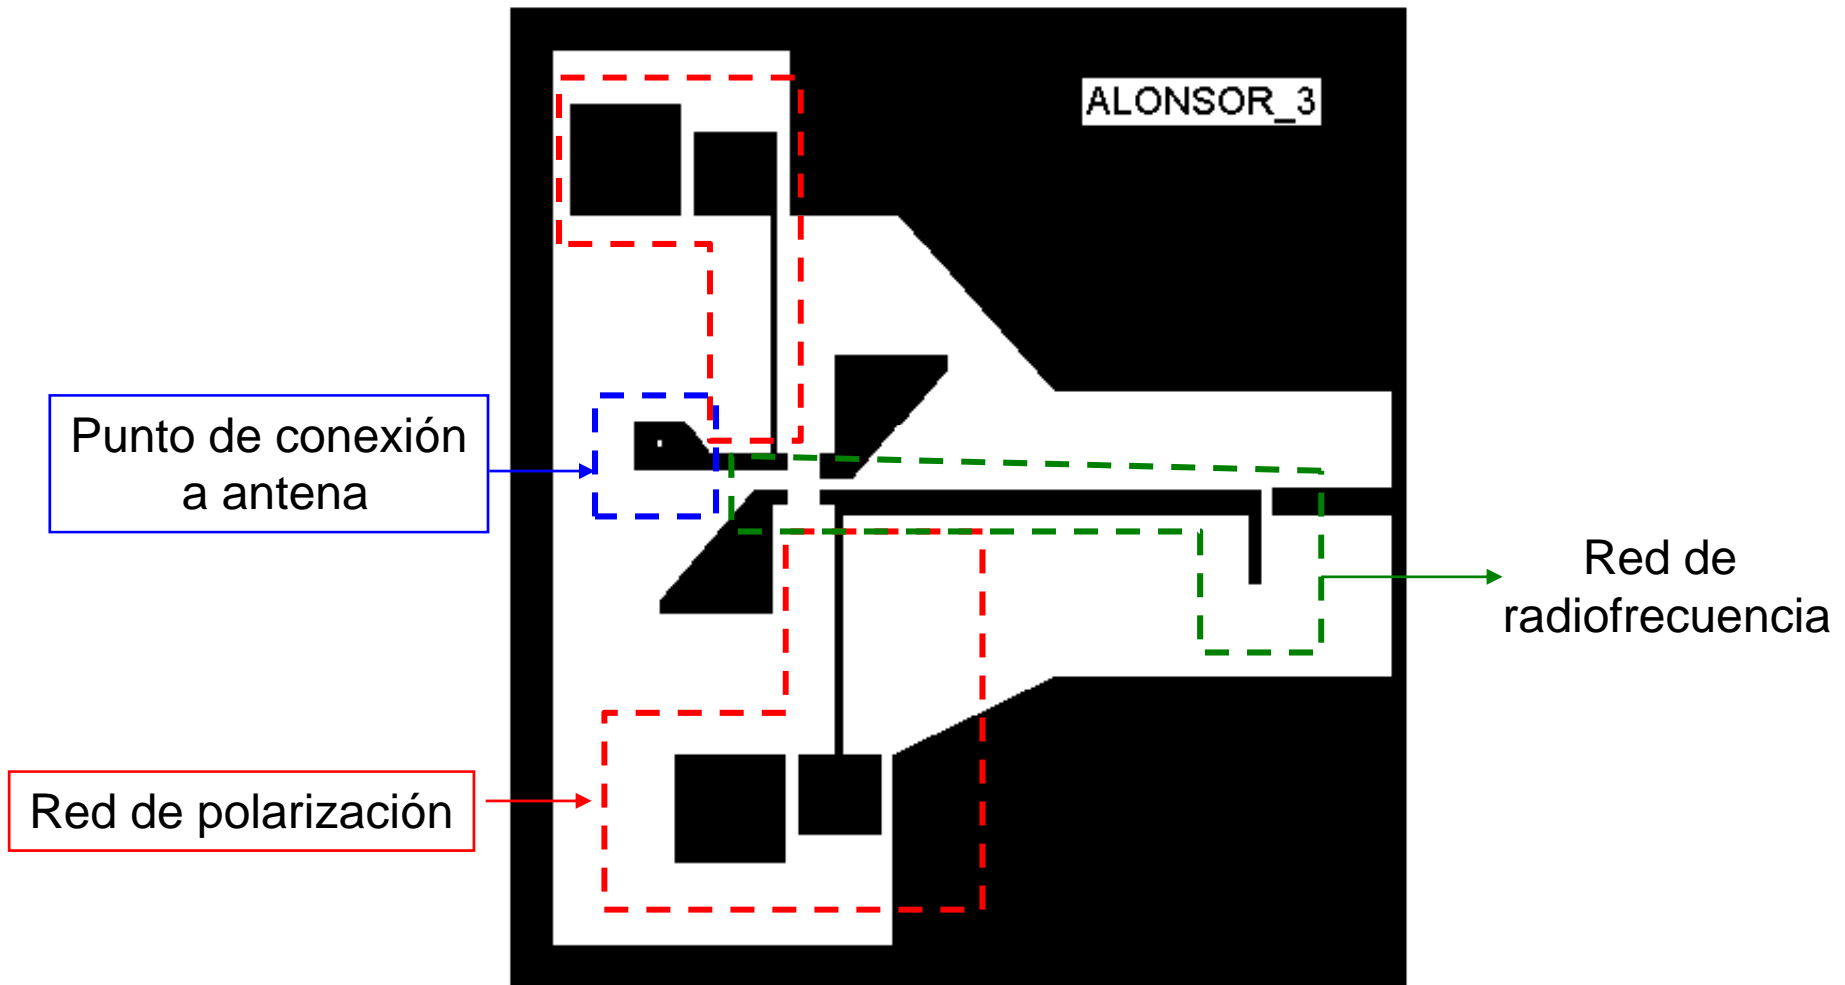 ALONSOR_3
Punto de conexión
a antena
Red de
radiofrecuencia
Red de polarización